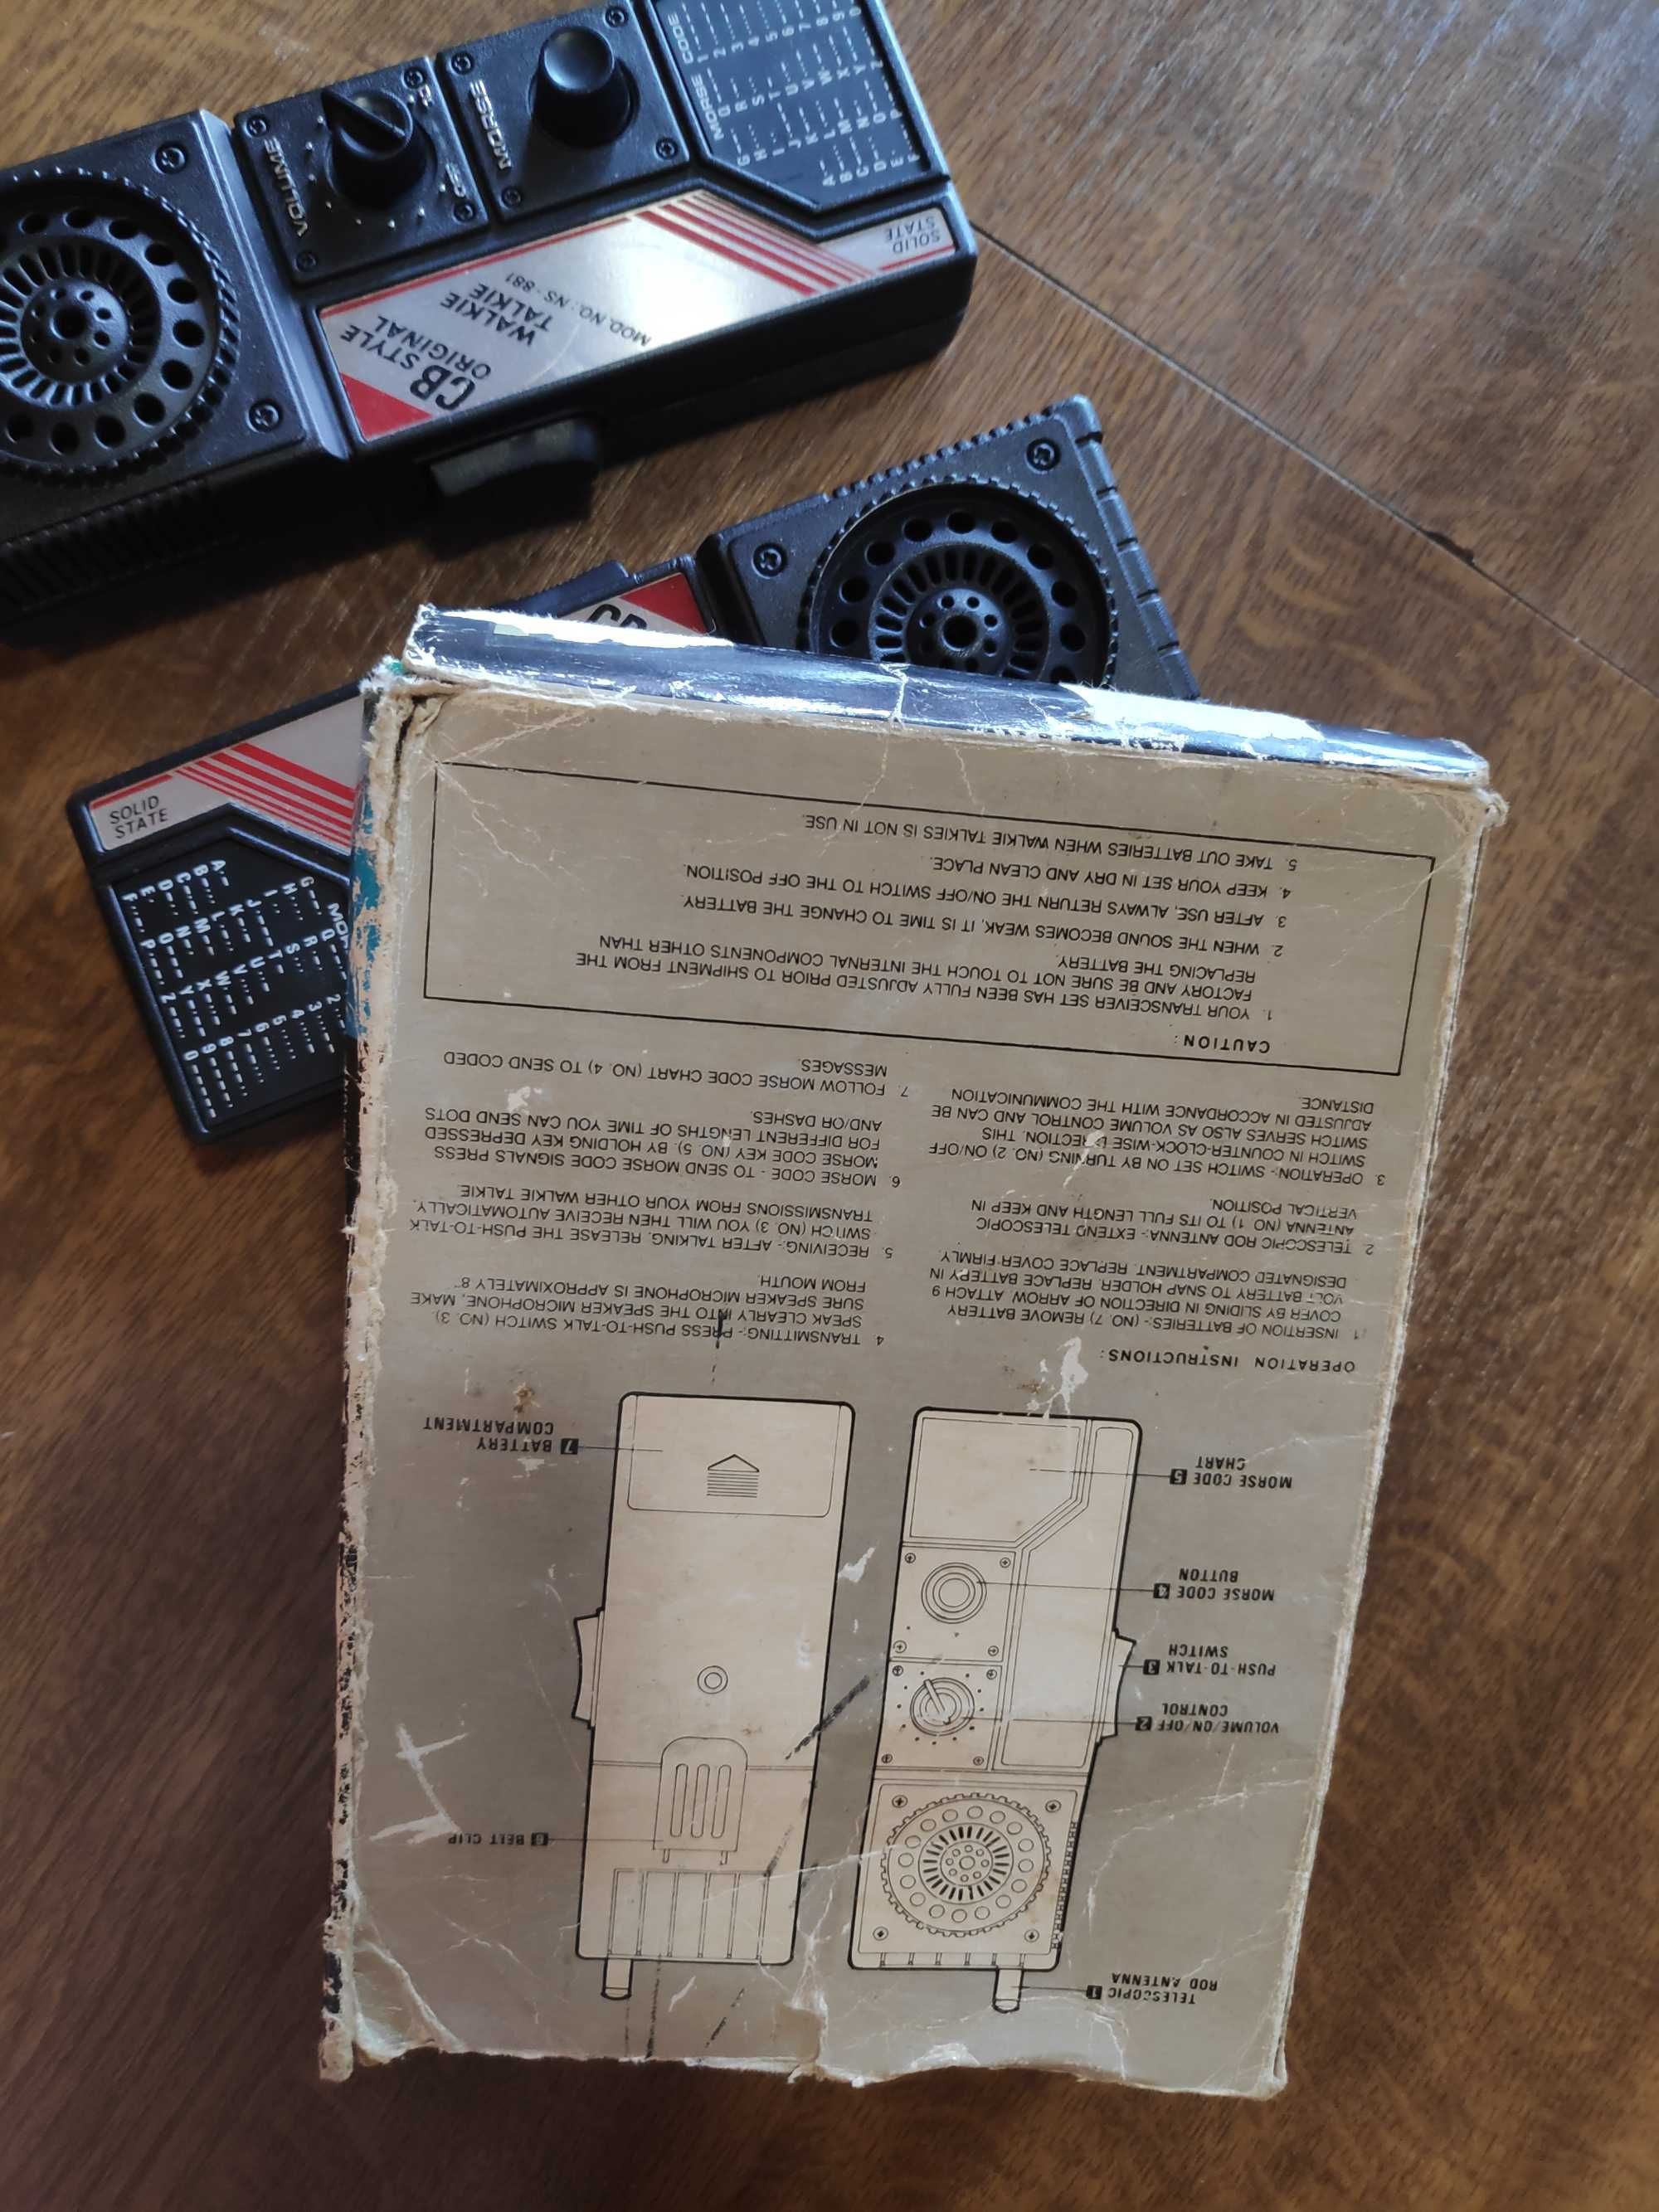 VOLUME
MORSE
MORSE CODE
SOLID
STATE
CB STYLE
ORIGINAL
WALKIE
TALKIE
MOD. NO.: NS-881
CB
SOLID
STATE
TELESCOPIC 1
ROD ANTENNA
VOLUME/ON/OFF 2
CONTROL
PUSH-TO-TALK 3
SWITCH
MORSE CODE 4
BUTTON
MORSE CODE 5
CHART
6 BELT CLIP
7 BATTERY
COMPARTMENT
OPERATION INSTRUCTIONS:
1. INSERTION OF BATTERIES:- (NO. 7) REMOVE BATTERY
COVER BY SLIDING IN DIRECTION OF ARROW. ATTACH 9
VOLT BATTERY TO SNAP HOLDER. REPLACE BATTERY IN
DESIGNATED COMPARTMENT. REPLACE COVER FIRMLY.
2. TELESCOPIC ROD ANTENNA:- EXTEND TELESCOPIC
ANTENNA (NO. 1) TO ITS FULL LENGTH AND KEEP IN
VERTICAL POSITION.
3. OPERATION:- SWITCH SET ON BY TURNING (NO. 2) ON/OFF
SWITCH IN COUNTER-CLOCK-WISE DIRECTION. THIS
SWITCH SERVES ALSO AS VOLUME CONTROL AND CAN BE
ADJUSTED IN ACCORDANCE WITH THE COMMUNICATION
DISTANCE.
4. TRANSMITTING:- PRESS PUSH-TO-TALK SWITCH (NO. 3)
SPEAK CLEARLY INTO THE SPEAKER MICROPHONE, MAKE
SURE SPEAKER MICROPHONE IS APPROXIMATELY 8"
FROM MOUTH.
5. RECEIVING:- AFTER TALKING, RELEASE THE PUSH-TO-TALK
SWITCH (NO. 3) YOU WILL THEN RECEIVE AUTOMATICALLY,
TRANSMISSIONS FROM YOUR OTHER WALKIE TALKIE.
6. MORSE CODE - TO SEND MORSE CODE SIGNALS PRESS
MORSE CODE KEY (NO. 5). BY HOLDING KEY DEPRESSED
FOR DIFFERENT LENGTHS OF TIME YOU CAN SEND DOTS
AND/OR DASHES.
7. FOLLOW MORSE CODE CHART (NO. 4) TO SEND CODED
MESSAGES.
CAUTION:
1. YOUR TRANSCEIVER SET HAS BEEN FULLY ADJUSTED PRIOR TO SHIPMENT FROM THE
FACTORY AND BE SURE NOT TO TOUCH THE INTERNAL COMPONENTS OTHER THAN
REPLACING THE BATTERY.
2. WHEN THE SOUND BECOMES WEAK, IT IS TIME TO CHANGE THE BATTERY.
3. AFTER USE, ALWAYS RETURN THE ON/OFF SWITCH TO THE OFF POSITION.
4. KEEP YOUR SET IN DRY AND CLEAN PLACE.
5. TAKE OUT BATTERIES WHEN WALKIE TALKIES IS NOT IN USE.